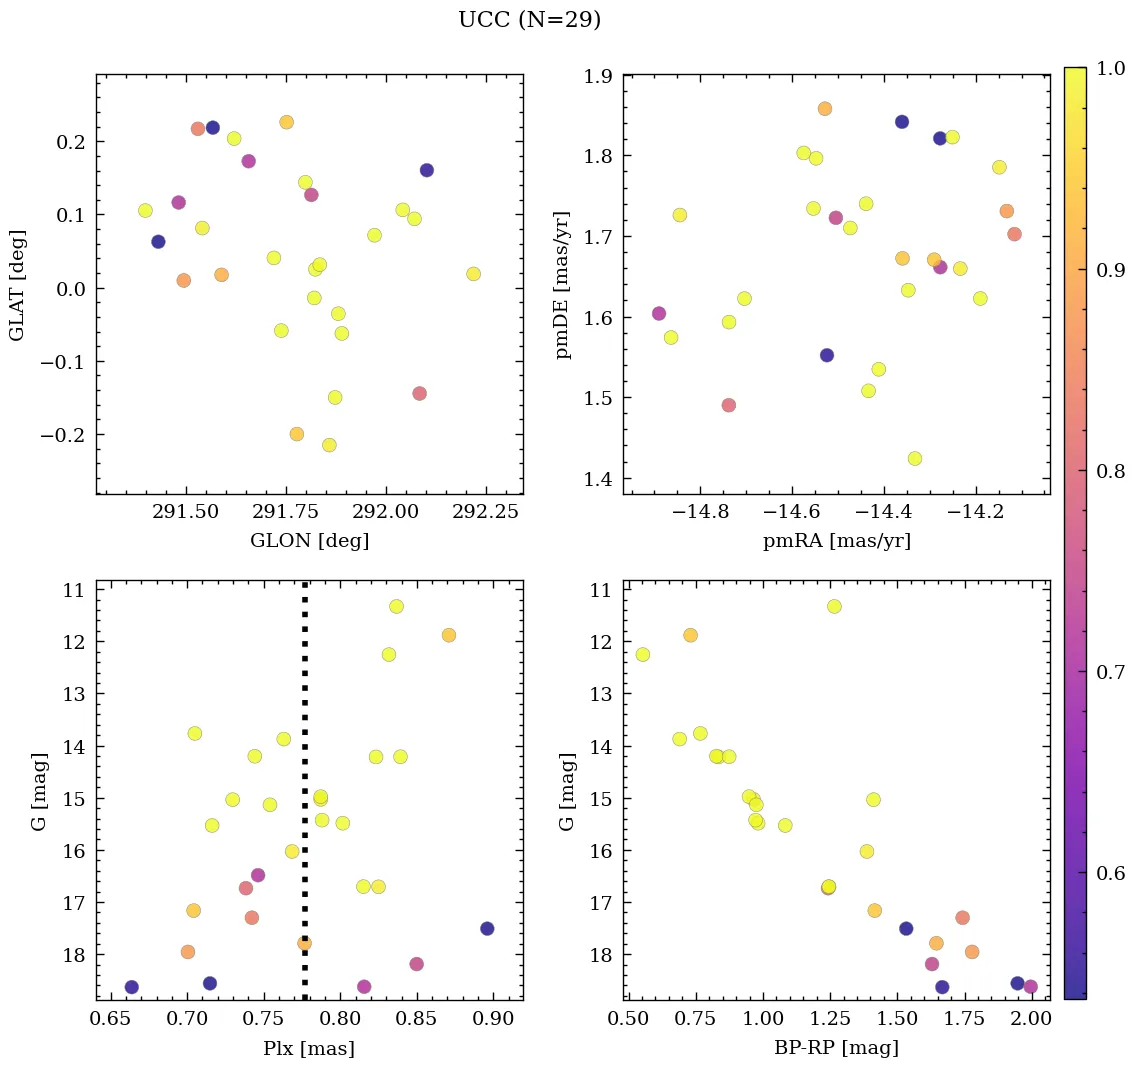 UCC (N=29)
0.2
0.1
0.0
−0.1
−0.2
GLAT [deg]
291.50 291.75 292.00 292.25
GLON [deg]
1.9
1.8
1.7
1.6
1.5
1.4
pmDE [mas/yr]
−14.8 −14.6 −14.4 −14.2
pmRA [mas/yr]
11
12
13
14
15
16
17
18
G [mag]
0.65 0.70 0.75 0.80 0.85 0.90
Plx [mas]
11
12
13
14
15
16
17
18
G [mag]
0.50 0.75 1.00 1.25 1.50 1.75 2.00
BP-RP [mag]
1.0
0.9
0.8
0.7
0.6